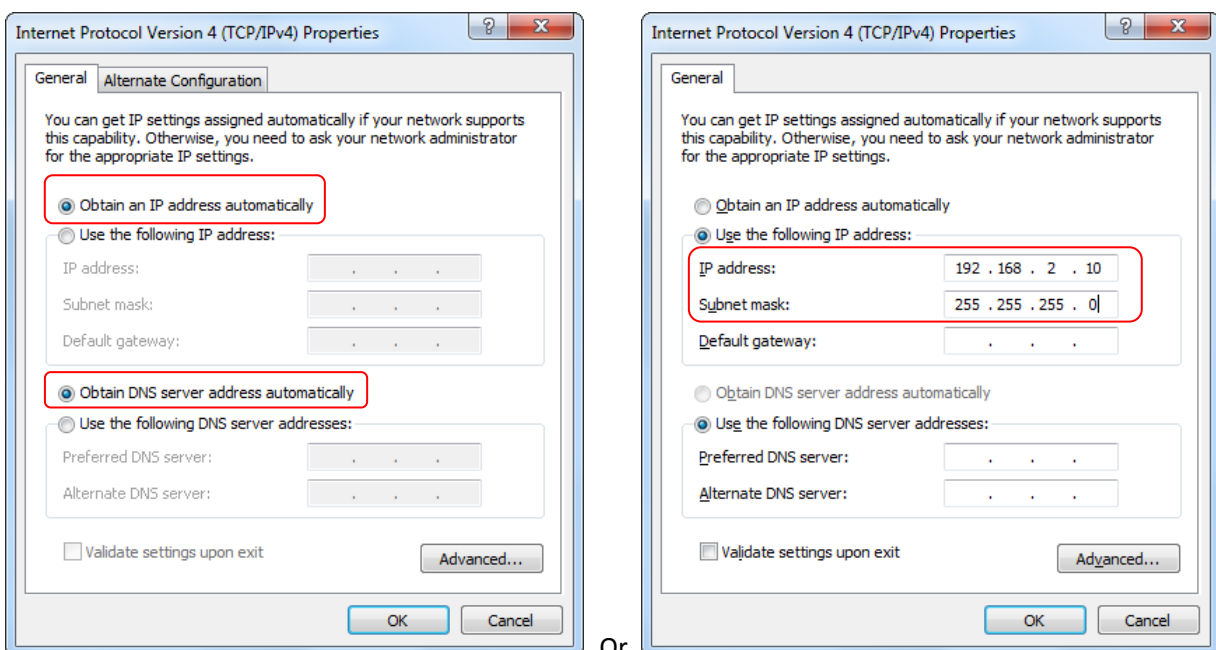 Internet Protocol Version 4 (TCP/IPv4) Properties
General
Alternate Configuration
You can get IP settings assigned automatically if your network supports
this capability. Otherwise, you need to ask your network administrator
for the appropriate IP settings.
Obtain an IP address automatically
Use the following IP address:
IP address: . . .
Subnet mask: . . .
Default gateway: . . .
Obtain DNS server address automatically
Use the following DNS server addresses:
Preferred DNS server: . . .
Alternate DNS server: . . .
Validate settings upon exit
Advanced...
OK
Cancel
Or
Internet Protocol Version 4 (TCP/IPv4) Properties
General
You can get IP settings assigned automatically if your network supports
this capability. Otherwise, you need to ask your network administrator
for the appropriate IP settings.
Obtain an IP address automatically
Use the following IP address:
IP address: 192 . 168 . 2 . 10
Subnet mask: 255 . 255 . 255 . 0
Default gateway: . . .
Obtain DNS server address automatically
Use the following DNS server addresses:
Preferred DNS server: . . .
Alternate DNS server: . . .
Validate settings upon exit
Advanced...
OK
Cancel